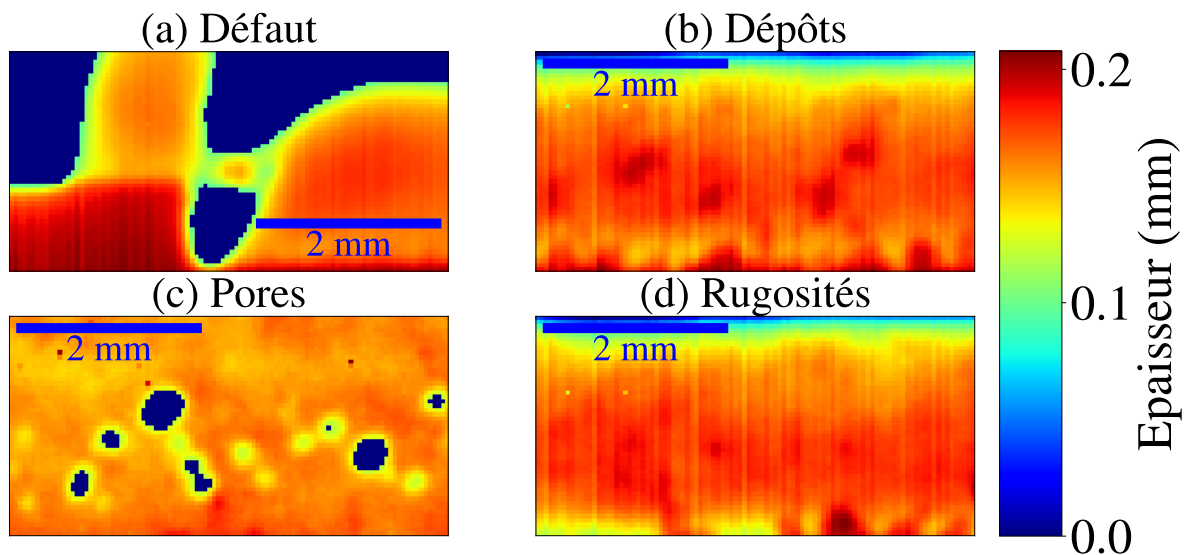 (a) Défaut
(b) Dépôts
2 mm
2 mm
(c) Pores
(d) Rugosités
2 mm
2 mm
0.2
0.1
0.0
Epaisseur (mm)